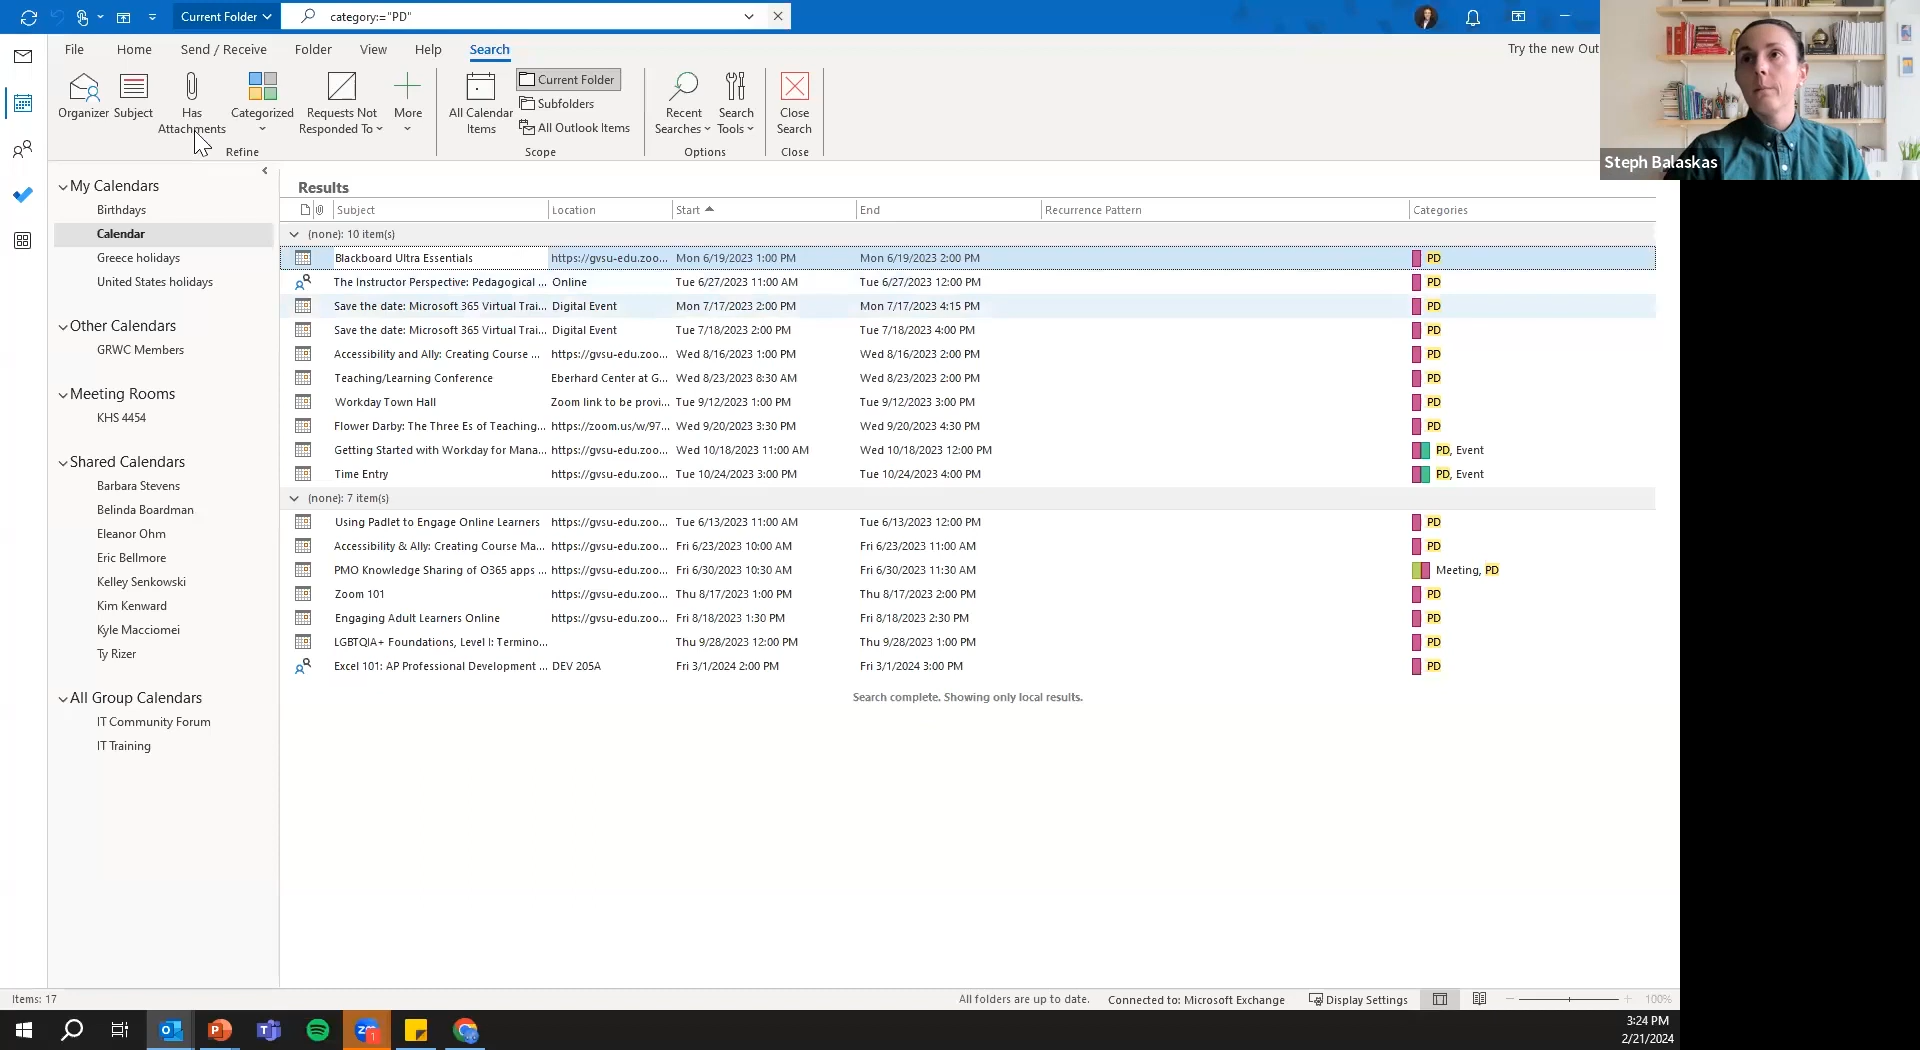 Current Folder category:="PD"
File Home Send / Receive Folder View Help Search Try the new Out
Organizer Subject Has Attachments Categorized Requests Not Responded To More All Calendar Items Current Folder Subfolders All Outlook Items Recent Searches Search Tools Close Search
Refine Scope Options Close
Steph Balaskas
My Calendars
Birthdays
Calendar
Greece holidays
United States holidays
Other Calendars
GRWC Members
Meeting Rooms
KHS 4454
Shared Calendars
Barbara Stevens
Belinda Boardman
Eleanor Ohm
Eric Bellmore
Kelley Senkowski
Kim Kenward
Kyle Macciomei
Ty Rizer
All Group Calendars
IT Community Forum
IT Training
Results
Subject Location Start End Recurrence Pattern Categories
(none): 10 item(s)
Blackboard Ultra Essentials https://gvsu-edu.zoo... Mon 6/19/2023 1:00 PM Mon 6/19/2023 2:00 PM PD
The Instructor Perspective: Pedagogical ... Online Tue 6/27/2023 11:00 AM Tue 6/27/2023 12:00 PM PD
Save the date: Microsoft 365 Virtual Trai... Digital Event Mon 7/17/2023 2:00 PM Mon 7/17/2023 4:15 PM PD
Save the date: Microsoft 365 Virtual Trai... Digital Event Tue 7/18/2023 2:00 PM Tue 7/18/2023 4:00 PM PD
Accessibility and Ally: Creating Course ... https://gvsu-edu.zoo... Wed 8/16/2023 1:00 PM Wed 8/16/2023 2:00 PM PD
Teaching/Learning Conference Eberhard Center at G... Wed 8/23/2023 8:30 AM Wed 8/23/2023 2:00 PM PD
Workday Town Hall Zoom link to be provi... Tue 9/12/2023 1:00 PM Tue 9/12/2023 3:00 PM PD
Flower Darby: The Three Es of Teaching... https://zoom.us/w/97... Wed 9/20/2023 3:30 PM Wed 9/20/2023 4:30 PM PD
Getting Started with Workday for Mana... https://gvsu-edu.zoo... Wed 10/18/2023 11:00 AM Wed 10/18/2023 12:00 PM PD, Event
Time Entry https://gvsu-edu.zoo... Tue 10/24/2023 3:00 PM Tue 10/24/2023 4:00 PM PD, Event
(none): 7 item(s)
Using Padlet to Engage Online Learners https://gvsu-edu.zoo... Tue 6/13/2023 11:00 AM Tue 6/13/2023 12:00 PM PD
Accessibility & Ally: Creating Course Ma... https://gvsu-edu.zoo... Fri 6/23/2023 10:00 AM Fri 6/23/2023 11:00 AM PD
PMO Knowledge Sharing of O365 apps ... https://gvsu-edu.zoo... Fri 6/30/2023 10:30 AM Fri 6/30/2023 11:30 AM Meeting, PD
Zoom 101 https://gvsu-edu.zoo... Thu 8/17/2023 1:00 PM Thu 8/17/2023 2:00 PM PD
Engaging Adult Learners Online https://gvsu-edu.zoo... Fri 8/18/2023 1:30 PM Fri 8/18/2023 2:30 PM PD
LGBTQIA+ Foundations, Level I: Termino... Thu 9/28/2023 12:00 PM Thu 9/28/2023 1:00 PM PD
Excel 101: AP Professional Development ... DEV 205A Fri 3/1/2024 2:00 PM Fri 3/1/2024 3:00 PM PD
Search complete. Showing only local results.
Items: 17 All folders are up to date. Connected to: Microsoft Exchange Display Settings 100%
3:24 PM
2/21/2024